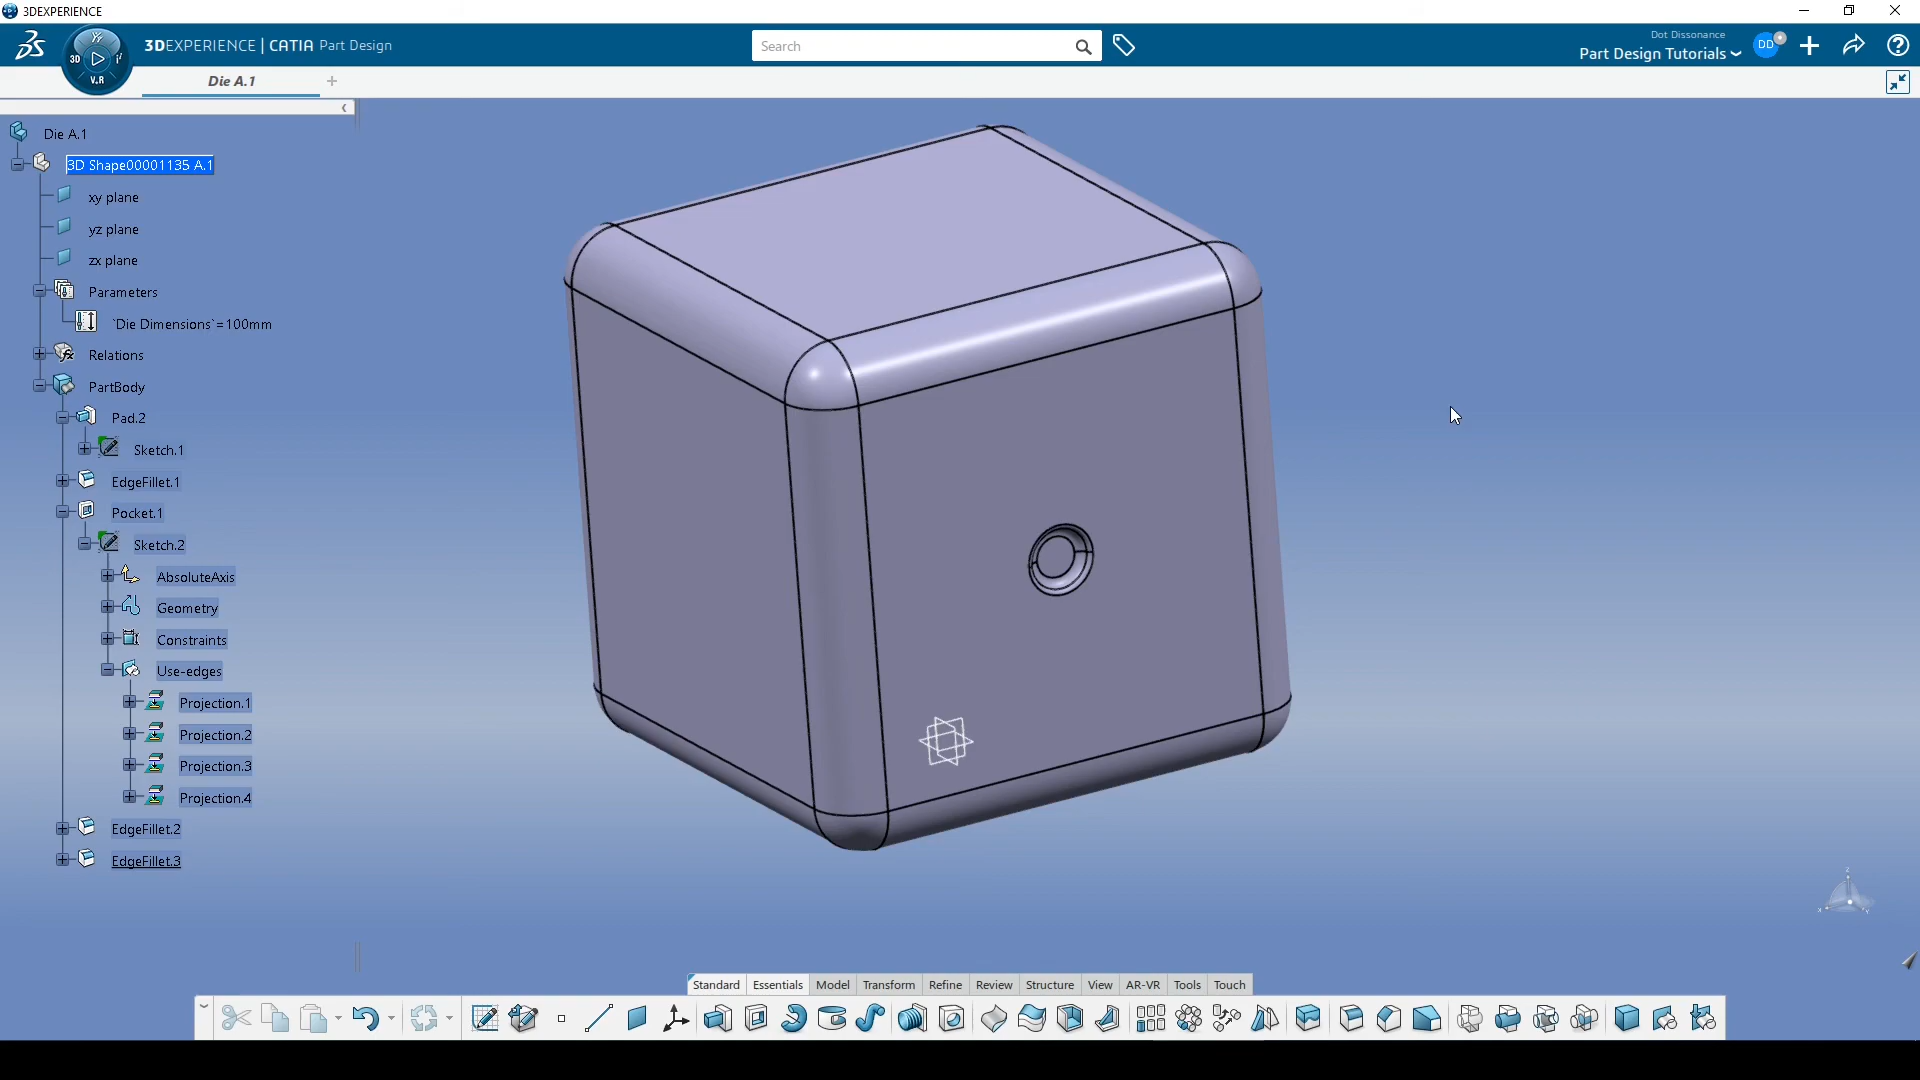 3DEXPERIENCE
3DEXPERIENCE | CATIA Part Design
3D
V.R
Search
Dot Dissonance
Part Design Tutorials
DD
Die A.1
Die A.1
3D Shape00001135 A.1
xy plane
yz plane
zx plane
Parameters
`Die Dimensions`=100mm
Relations
PartBody
Pad.2
Sketch.1
EdgeFillet.1
Pocket.1
Sketch.2
AbsoluteAxis
Geometry
Constraints
Use-edges
Projection.1
Projection.2
Projection.3
Projection.4
EdgeFillet.2
EdgeFillet.3
Standard Essentials Model Transform Refine Review Structure View AR-VR Tools Touch